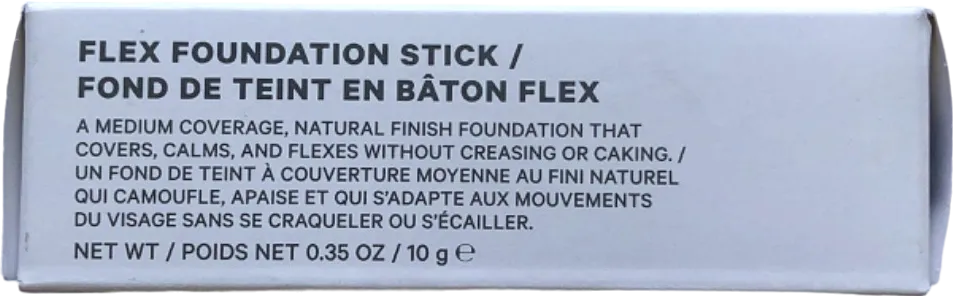 FLEX FOUNDATION STICK /
FOND DE TEINT EN BÂTON FLEX
A MEDIUM COVERAGE, NATURAL FINISH FOUNDATION THAT
COVERS, CALMS, AND FLEXES WITHOUT CREASING OR CAKING. /
UN FOND DE TEINT À COUVERTURE MOYENNE AU FINI NATUREL
QUI CAMOUFLE, APAISE ET QUI S'ADAPTE AUX MOUVEMENTS
DU VISAGE SANS SE CRAQUELER OU S'ÉCAILLER.
NET WT / POIDS NET 0.35 OZ / 10 g ℮